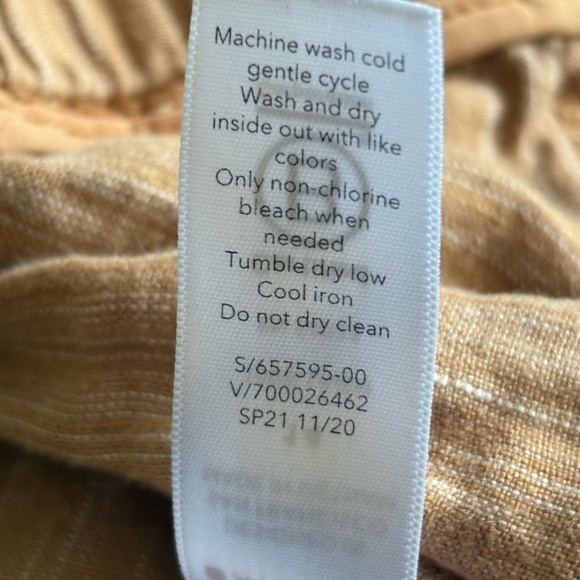 Machine wash cold
gentle cycle
Wash and dry
inside out with like
colors
Only non-chlorine
bleach when
needed
Tumble dry low
Cool iron
Do not dry clean
S/657595-00
V/700026462
SP21 11/20